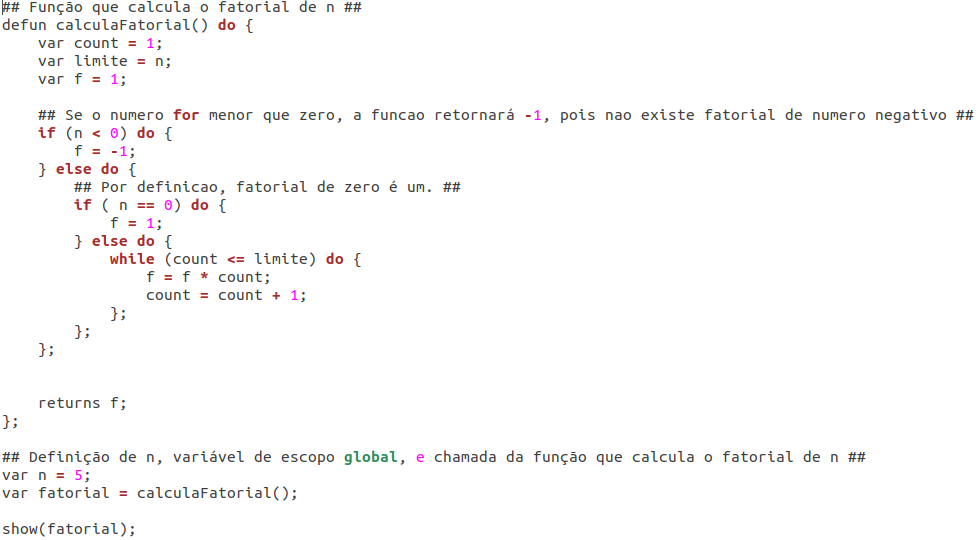 ## Função que calcula o fatorial de n ##
defun calculaFatorial() do {
    var count = 1;
    var limite = n;
    var f = 1;

    ## Se o numero for menor que zero, a funcao retornará -1, pois nao existe fatorial de numero negativo ##
    if (n < 0) do {
        f = -1;
    } else do {
        ## Por definicao, fatorial de zero é um. ##
        if ( n == 0) do {
            f = 1;
        } else do {
            while (count <= limite) do {
                f = f * count;
                count = count + 1;
            };
        };
    };


    returns f;
};

## Definição de n, variável de escopo global, e chamada da função que calcula o fatorial de n ##
var n = 5;
var fatorial = calculaFatorial();

show(fatorial);